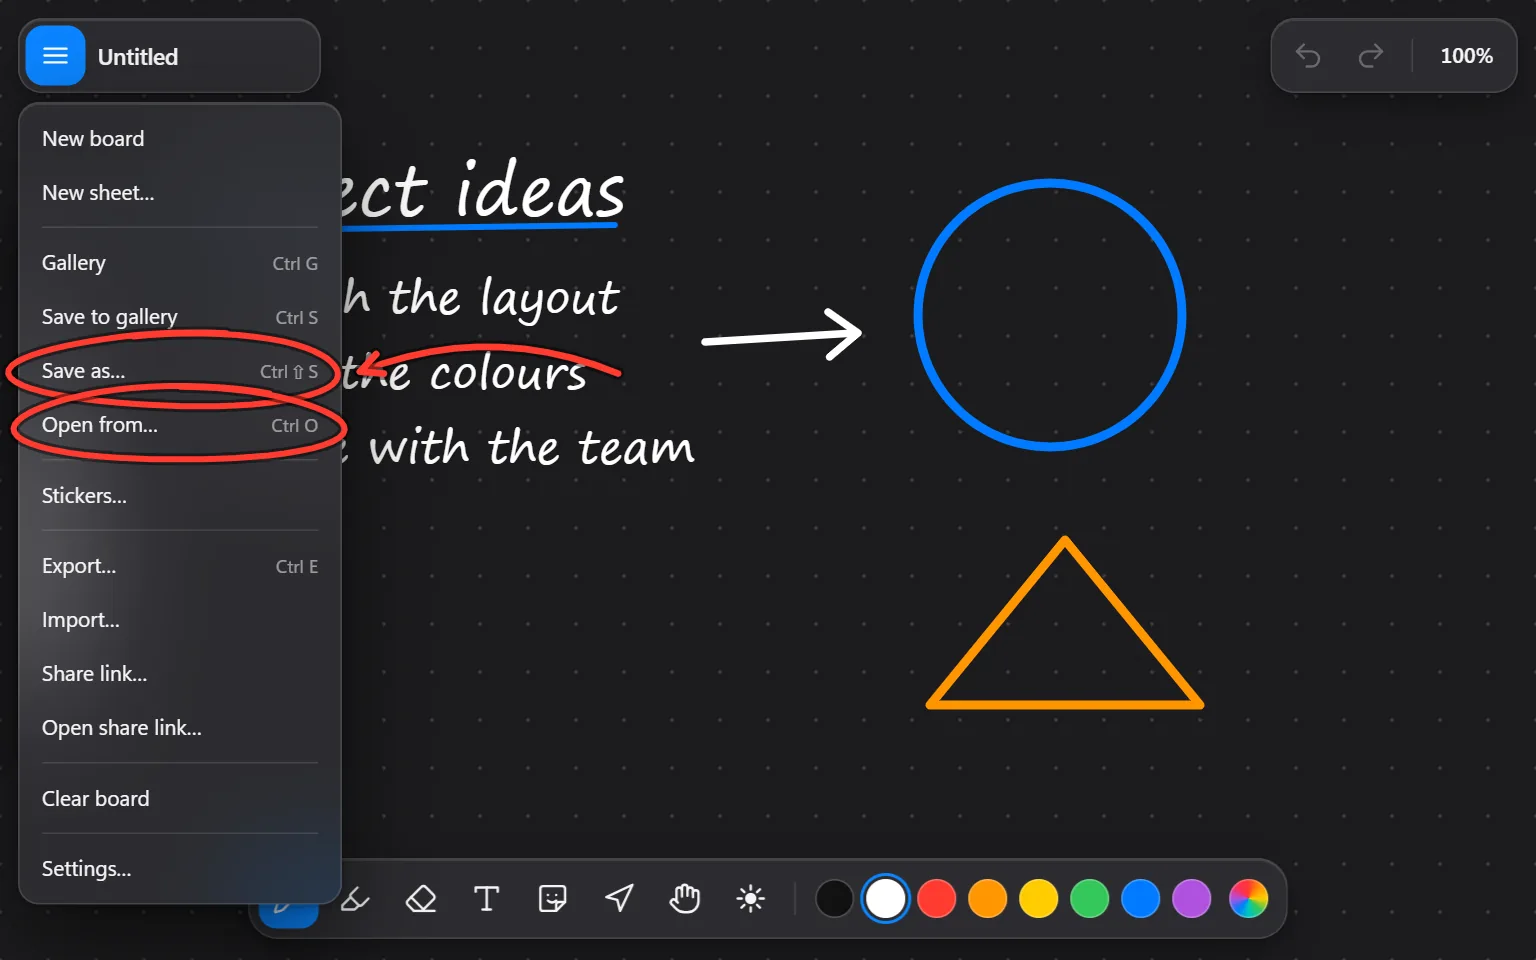 Untitled
100%
New board
New sheet...
Gallery Ctrl G
Save to gallery Ctrl S
Save as... Ctrl ⇧ S
Open from... Ctrl O
Stickers...
Export... Ctrl E
Import...
Share link...
Open share link...
Clear board
Settings...
ect ideas
h the layout
the colours
e with the team